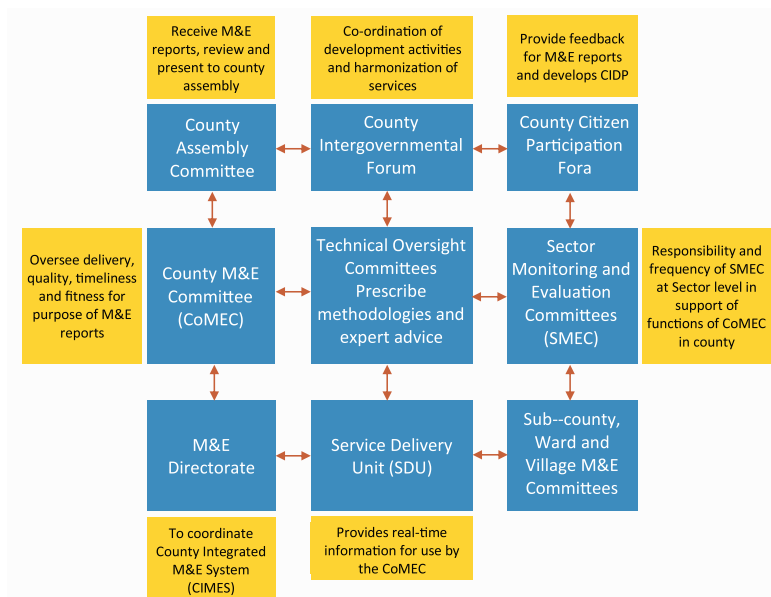 Receive M&E
reports, review and
present to county
assembly
Co-ordination of
development activities
and harmonization of
services
Provide feedback
for M&E reports
and develops CIDP
County
Assembly
Committee
County
Intergovernmental
Forum
County Citizen
Participation
Fora
Oversee delivery,
quality, timeliness
and fitness for
purpose of M&E
reports
County M&E
Committee
(CoMEC)
Technical Oversight
Committees
Prescribe
methodologies and
expert advice
Sector
Monitoring and
Evaluation
Committees
(SMEC)
Responsibility and
frequency of SMEC
at Sector level in
support of
functions of CoMEC
in county
M&E
Directorate
Service Delivery
Unit (SDU)
Sub--county,
Ward and
Village M&E
Committees
To coordinate
County Integrated
M&E System
(CIMES)
Provides real-time
information for use by
the CoMEC